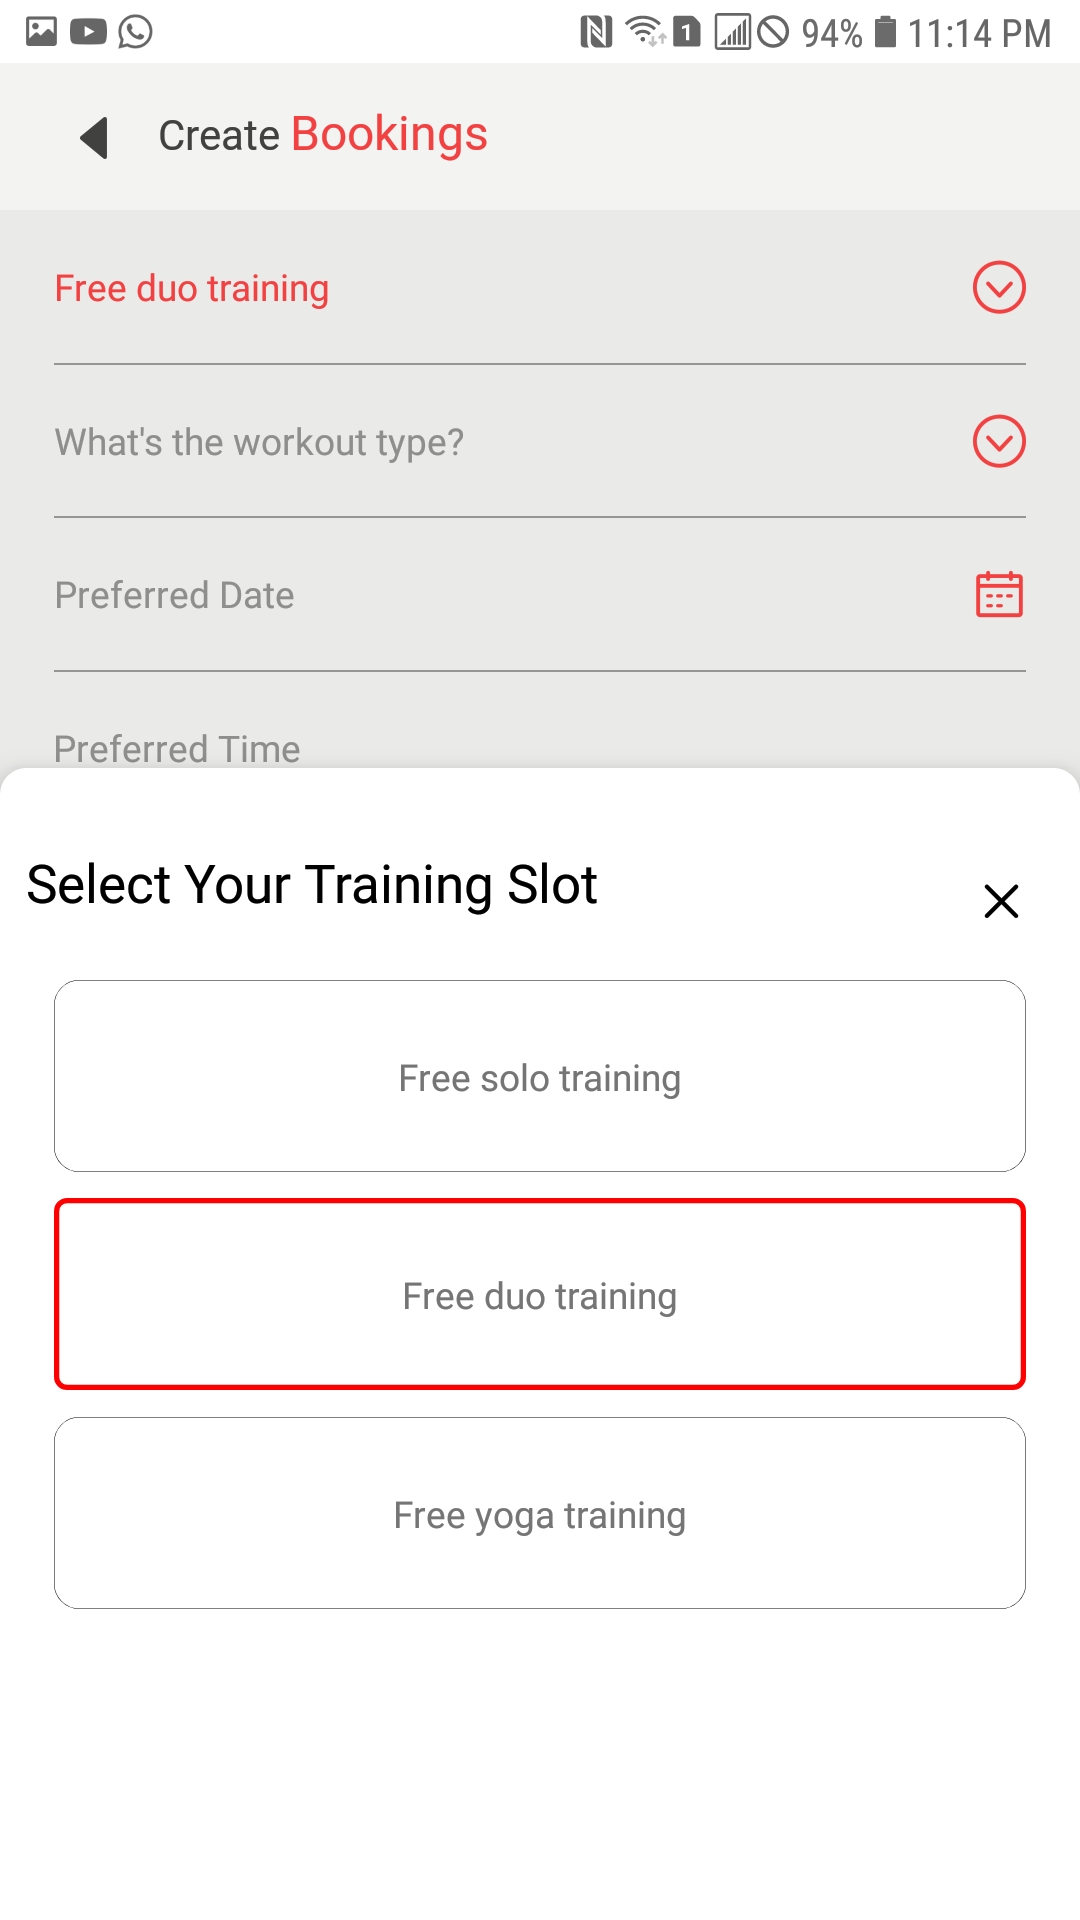 1 94% 11:14 PM
Create Bookings
Free duo training
What's the workout type?
Preferred Date
Preferred Time
Select Your Training Slot
Free solo training
Free duo training
Free yoga training